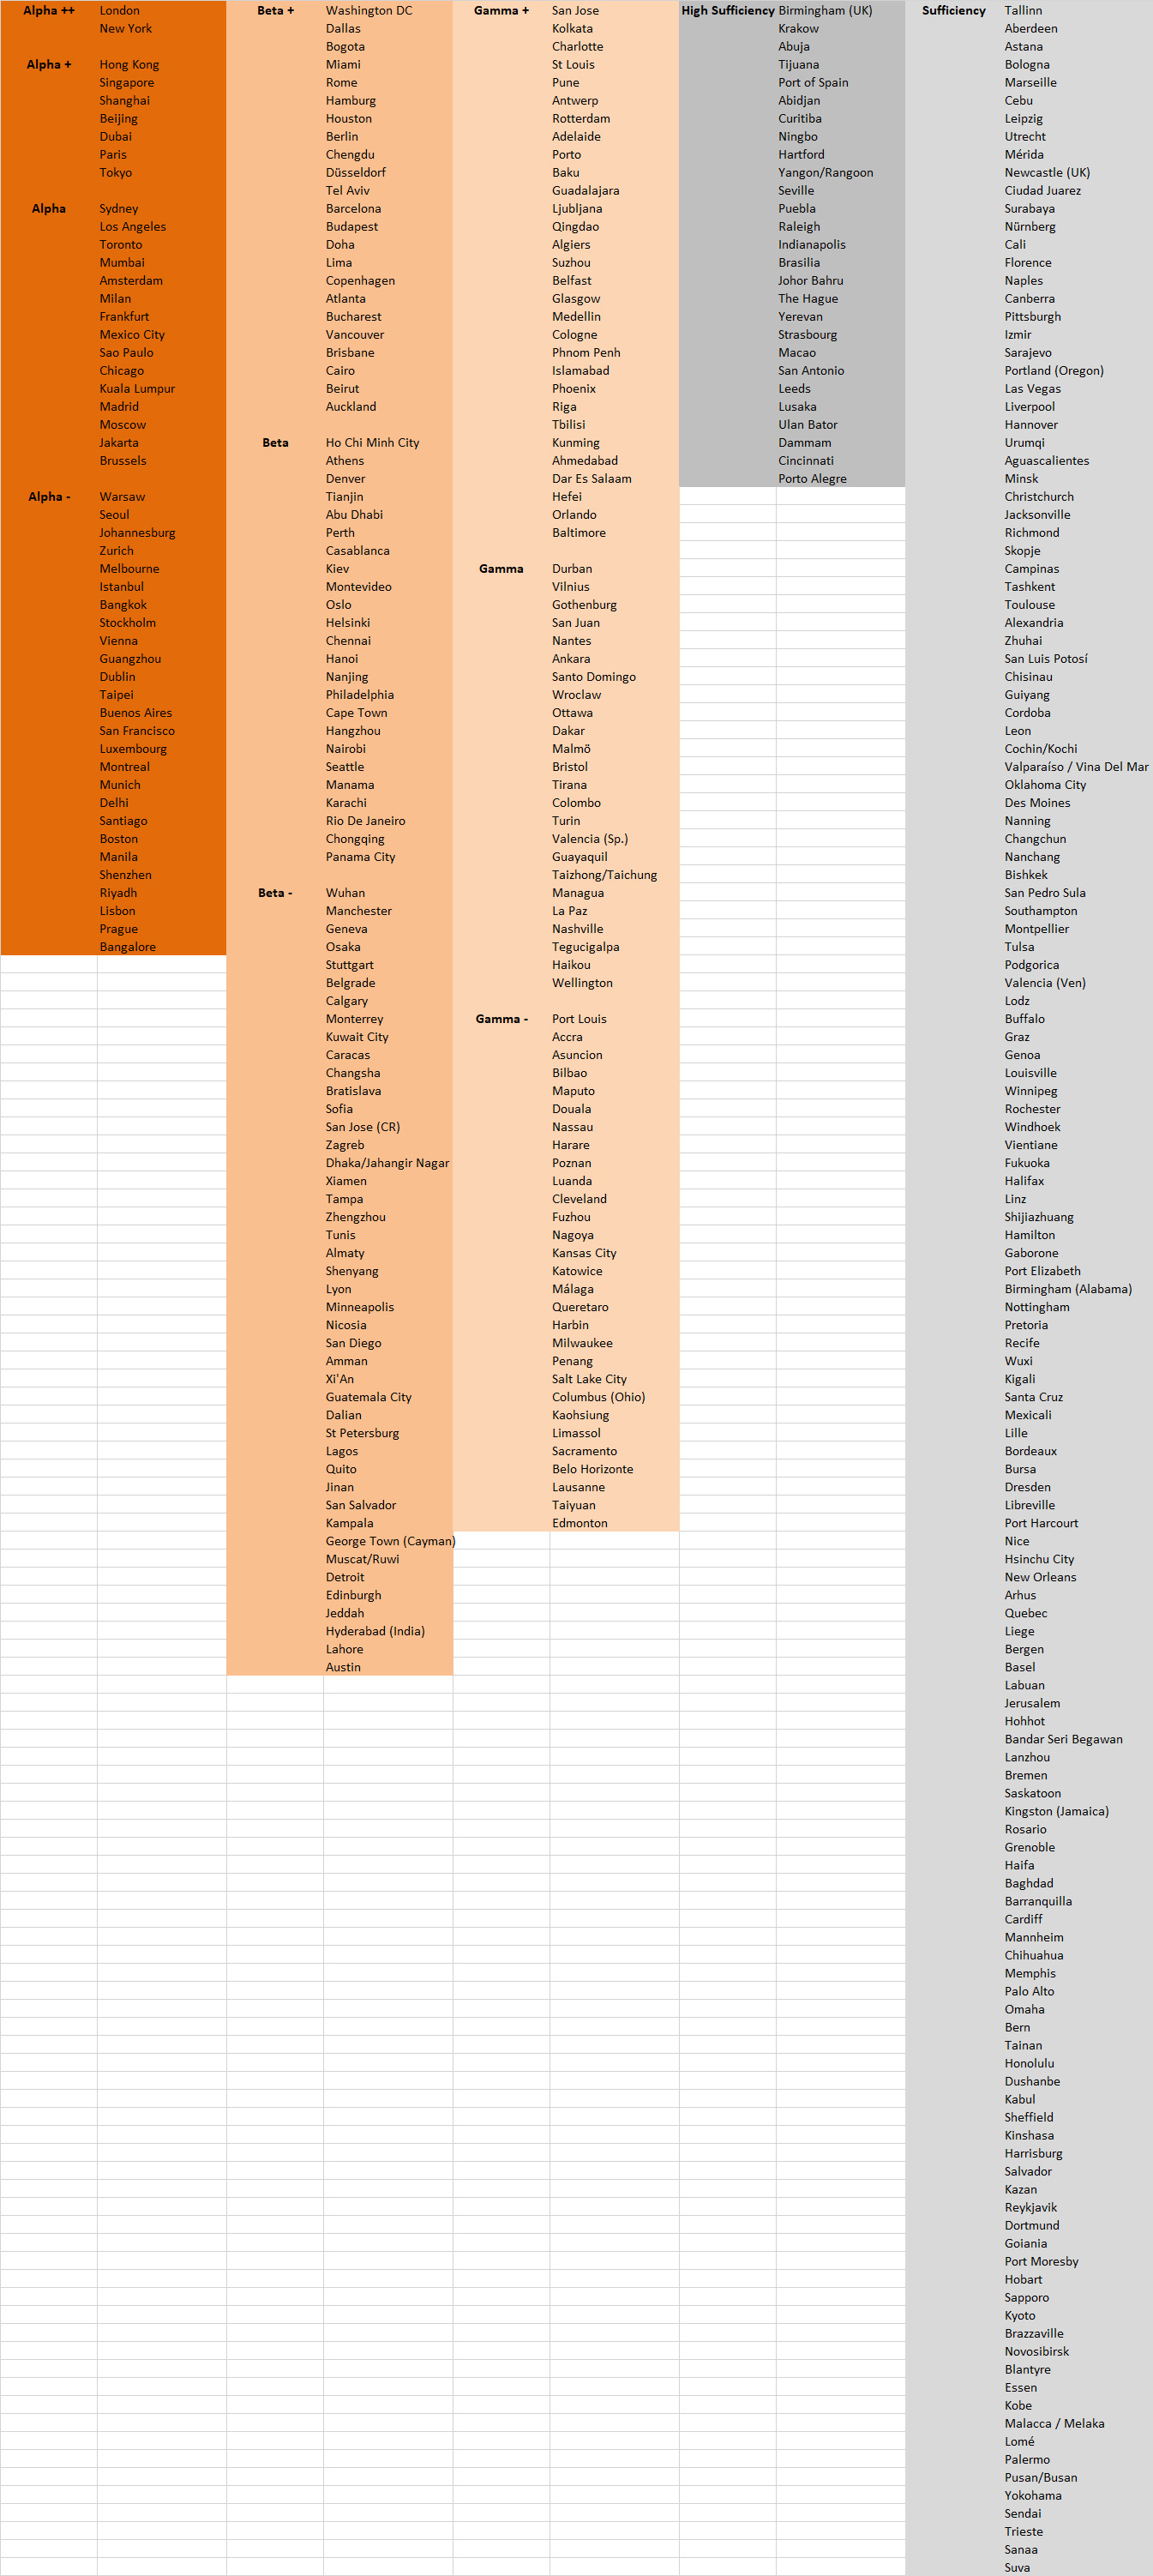 Alpha ++ London
New York
Alpha + Hong Kong
Singapore
Shanghai
Beijing
Dubai
Paris
Tokyo
Alpha Sydney
Los Angeles
Toronto
Mumbai
Amsterdam
Milan
Frankfurt
Mexico City
Sao Paulo
Chicago
Kuala Lumpur
Madrid
Moscow
Jakarta
Brussels
Alpha - Warsaw
Seoul
Johannesburg
Zurich
Melbourne
Istanbul
Bangkok
Stockholm
Vienna
Guangzhou
Dublin
Taipei
Buenos Aires
San Francisco
Luxembourg
Montreal
Munich
Delhi
Santiago
Boston
Manila
Shenzhen
Riyadh
Lisbon
Prague
Bangalore
Beta + Washington DC
Dallas
Bogota
Miami
Rome
Hamburg
Houston
Berlin
Chengdu
Düsseldorf
Tel Aviv
Barcelona
Budapest
Doha
Lima
Copenhagen
Atlanta
Bucharest
Vancouver
Brisbane
Cairo
Beirut
Auckland
Beta Ho Chi Minh City
Athens
Denver
Tianjin
Abu Dhabi
Perth
Casablanca
Kiev
Montevideo
Oslo
Helsinki
Chennai
Hanoi
Nanjing
Philadelphia
Cape Town
Hangzhou
Nairobi
Seattle
Manama
Karachi
Rio De Janeiro
Chongqing
Panama City
Beta - Wuhan
Manchester
Geneva
Osaka
Stuttgart
Belgrade
Calgary
Monterrey
Kuwait City
Caracas
Changsha
Bratislava
Sofia
San Jose (CR)
Zagreb
Dhaka/Jahangir Nagar
Xiamen
Tampa
Zhengzhou
Tunis
Almaty
Shenyang
Lyon
Minneapolis
Nicosia
San Diego
Amman
Xi'An
Guatemala City
Dalian
St Petersburg
Lagos
Quito
Jinan
San Salvador
Kampala
George Town (Cayman)
Muscat/Ruwi
Detroit
Edinburgh
Jeddah
Hyderabad (India)
Lahore
Austin
Gamma + San Jose
Kolkata
Charlotte
St Louis
Pune
Antwerp
Rotterdam
Adelaide
Porto
Baku
Guadalajara
Ljubljana
Qingdao
Algiers
Suzhou
Belfast
Glasgow
Medellin
Cologne
Phnom Penh
Islamabad
Phoenix
Riga
Tbilisi
Kunming
Ahmedabad
Dar Es Salaam
Hefei
Orlando
Baltimore
Gamma Durban
Vilnius
Gothenburg
San Juan
Nantes
Ankara
Santo Domingo
Wroclaw
Ottawa
Dakar
Malmö
Bristol
Tirana
Colombo
Turin
Valencia (Sp.)
Guayaquil
Taizhong/Taichung
Managua
La Paz
Nashville
Tegucigalpa
Haikou
Wellington
Gamma - Port Louis
Accra
Asuncion
Bilbao
Maputo
Douala
Nassau
Harare
Poznan
Luanda
Cleveland
Fuzhou
Nagoya
Kansas City
Katowice
Málaga
Queretaro
Harbin
Milwaukee
Penang
Salt Lake City
Columbus (Ohio)
Kaohsiung
Limassol
Sacramento
Belo Horizonte
Lausanne
Taiyuan
Edmonton
High Sufficiency Birmingham (UK)
Krakow
Abuja
Tijuana
Port of Spain
Abidjan
Curitiba
Ningbo
Hartford
Yangon/Rangoon
Seville
Puebla
Raleigh
Indianapolis
Brasilia
Johor Bahru
The Hague
Yerevan
Strasbourg
Macao
San Antonio
Leeds
Lusaka
Ulan Bator
Dammam
Cincinnati
Porto Alegre
Sufficiency Tallinn
Aberdeen
Astana
Bologna
Marseille
Cebu
Leipzig
Utrecht
Mérida
Newcastle (UK)
Ciudad Juarez
Surabaya
Nürnberg
Cali
Florence
Naples
Canberra
Pittsburgh
Izmir
Sarajevo
Portland (Oregon)
Las Vegas
Liverpool
Hannover
Urumqi
Aguascalientes
Minsk
Christchurch
Jacksonville
Richmond
Skopje
Campinas
Tashkent
Toulouse
Alexandria
Zhuhai
San Luis Potosí
Chisinau
Guiyang
Cordoba
Leon
Cochin/Kochi
Valparaíso / Vina Del Mar
Oklahoma City
Des Moines
Nanning
Changchun
Nanchang
Bishkek
San Pedro Sula
Southampton
Montpellier
Tulsa
Podgorica
Valencia (Ven)
Lodz
Buffalo
Graz
Genoa
Louisville
Winnipeg
Rochester
Windhoek
Vientiane
Fukuoka
Halifax
Linz
Shijiazhuang
Hamilton
Gaborone
Port Elizabeth
Birmingham (Alabama)
Nottingham
Pretoria
Recife
Wuxi
Kigali
Santa Cruz
Mexicali
Lille
Bordeaux
Bursa
Dresden
Libreville
Port Harcourt
Nice
Hsinchu City
New Orleans
Arhus
Quebec
Liege
Bergen
Basel
Labuan
Jerusalem
Hohhot
Bandar Seri Begawan
Lanzhou
Bremen
Saskatoon
Kingston (Jamaica)
Rosario
Grenoble
Haifa
Baghdad
Barranquilla
Cardiff
Mannheim
Chihuahua
Memphis
Palo Alto
Omaha
Bern
Tainan
Honolulu
Dushanbe
Kabul
Sheffield
Kinshasa
Harrisburg
Salvador
Kazan
Reykjavik
Dortmund
Goiania
Port Moresby
Hobart
Sapporo
Kyoto
Brazzaville
Novosibirsk
Blantyre
Essen
Kobe
Malacca / Melaka
Lomé
Palermo
Pusan/Busan
Yokohama
Sendai
Trieste
Sanaa
Suva